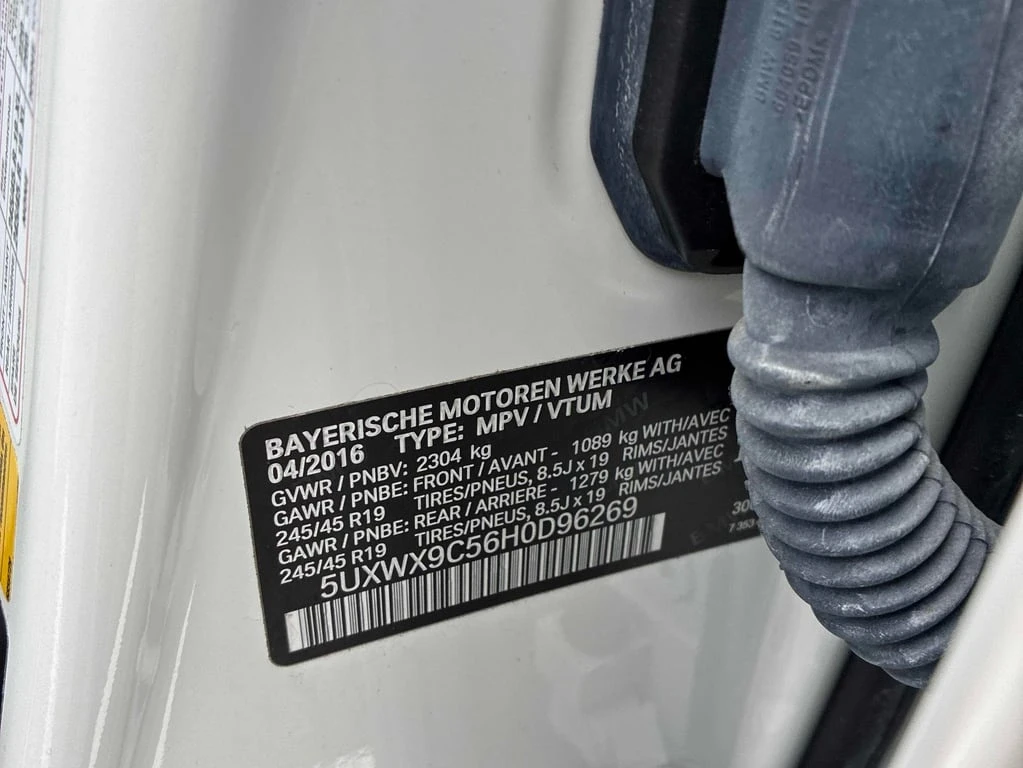 BAYERISCHE MOTOREN WERKE AG
04/2016 TYPE: MPV / VTUM
GVWR / PNBV: 2304 kg
GAWR / PNBE: FRONT / AVANT - 1089 kg WITH/AVEC
245/45 R19 TIRES/PNEUS, 8.5J x 19 RIMS/JANTES
GAWR / PNBE: REAR / ARRIERE - 1279 kg WITH/AVEC
245/45 R19 TIRES/PNEUS, 8.5J x 19 RIMS/JANTES
5UXWX9C56H0D96269